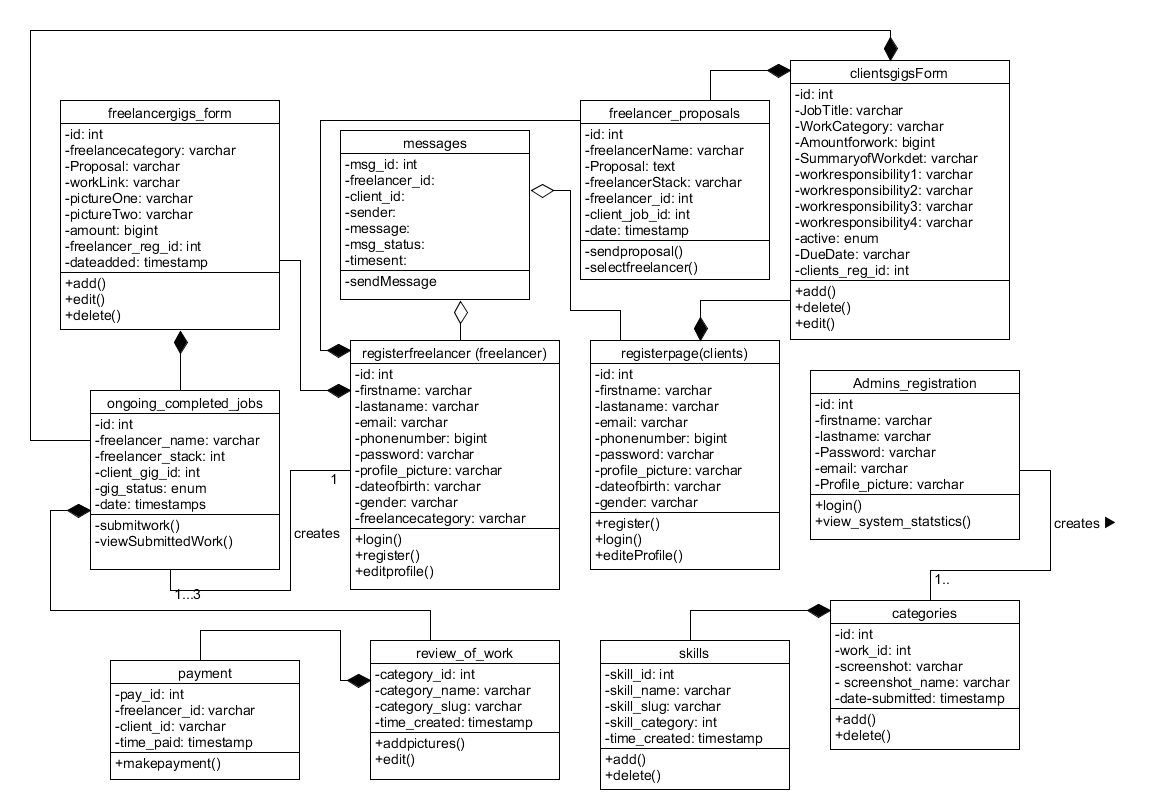 clientsgigsForm
-id: int
-JobTitle: varchar
-WorkCategory: varchar
-Amountforwork: bigint
-SummaryofWorkdet: varchar
-workresponsibility1: varchar
-workresponsibility2: varchar
-workresponsibility3: varchar
-workresponsibility4: varchar
-active: enum
-DueDate: varchar
-clients_reg_id: int
+add()
+delete()
+edit()
freelancergigs_form
-id: int
-freelancecategory: varchar
-Proposal: varchar
-workLink: varchar
-pictureOne: varchar
-pictureTwo: varchar
-amount: bigint
-freelancer_reg_id: int
-dateadded: timestamp
+add()
+edit()
+delete()
messages
-msg_id: int
-freelancer_id:
-client_id:
-sender:
-message:
-msg_status:
-timesent:
-sendMessage
freelancer_proposals
-id: int
-freelancerName: varchar
-Proposal: text
-freelancerStack: varchar
-freelancer_id: int
-client_job_id: int
-date: timestamp
-sendproposal()
-selectfreelancer()
ongoing_completed_jobs
-id: int
-freelancer_name: varchar
-freelancer_stack: int
-client_gig_id: int
-gig_status: enum
-date: timestamps
-submitwork()
-viewSubmittedWork()
1
creates
1...3
registerfreelancer (freelancer)
-id: int
-firstname: varchar
-lastaname: varchar
-email: varchar
-phonenumber: bigint
-password: varchar
-profile_picture: varchar
-dateofbirth: varchar
-gender: varchar
-freelancecategory: varchar
+login()
+register()
+editprofile()
registerpage(clients)
-id: int
-firstname: varchar
-lastaname: varchar
-email: varchar
-phonenumber: bigint
-password: varchar
-profile_picture: varchar
-dateofbirth: varchar
-gender: varchar
+register()
+login()
+editeProfile()
Admins_registration
-id: int
-firstname: varchar
-lastname: varchar
-Password: varchar
-email: varchar
-Profile_picture: varchar
+login()
+view_system_statstics()
creates
1..
payment
-pay_id: int
-freelancer_id: varchar
-client_id: varchar
-time_paid: timestamp
+makepayment()
review_of_work
-category_id: int
-category_name: varchar
-category_slug: varchar
-time_created: timestamp
+addpictures()
+edit()
skills
-skill_id: int
-skill_name: varchar
-skill_slug: varchar
-skill_category: int
-time_created: timestamp
+add()
+delete()
categories
-id: int
-work_id: int
-screenshot: varchar
- screenshot_name: varchar
-date-submitted: timestamp
+add()
+delete()